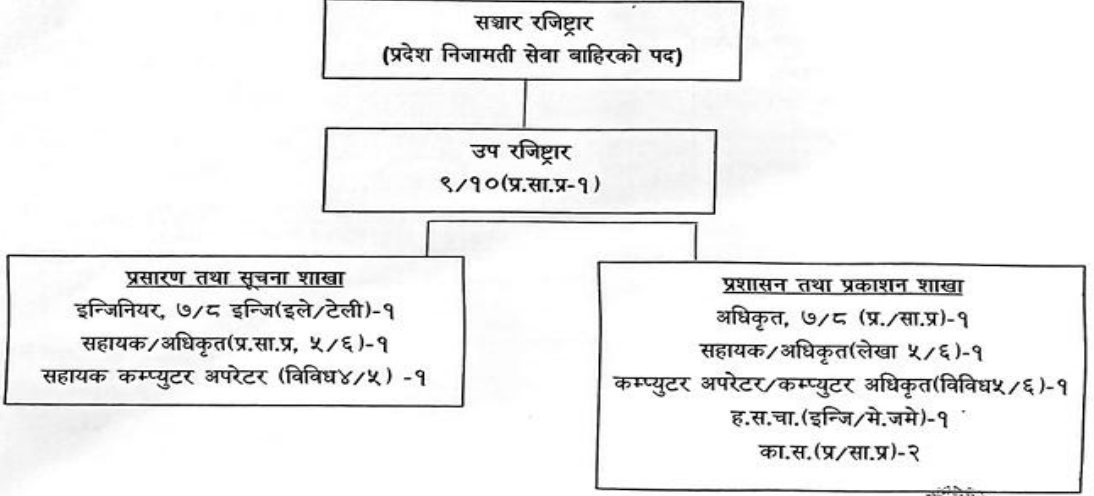 सञ्चार रजिष्ट्रार
(प्रदेश निजामती सेवा बाहिरको पद)
उप रजिष्ट्रार
९/१०(प्र.सा.प्र-१)
प्रसारण तथा सूचना शाखा
इन्जिनियर, ७/८ इन्जि(इले/टेली)-१
सहायक/अधिकृत(प्र.सा.प्र, ५/६)-१
सहायक कम्प्युटर अपरेटर (विविध४/५) -१
प्रशासन तथा प्रकाशन शाखा
अधिकृत, ७/८ (प्र./सा.प्र)-१
सहायक/अधिकृत(लेखा ५/६)-१
कम्प्युटर अपरेटर/कम्प्युटर अधिकृत(विविध५/६)-१
ह.स.चा.(इन्जि/मे.जमे)-१
का.स.(प्र/सा.प्र)-२